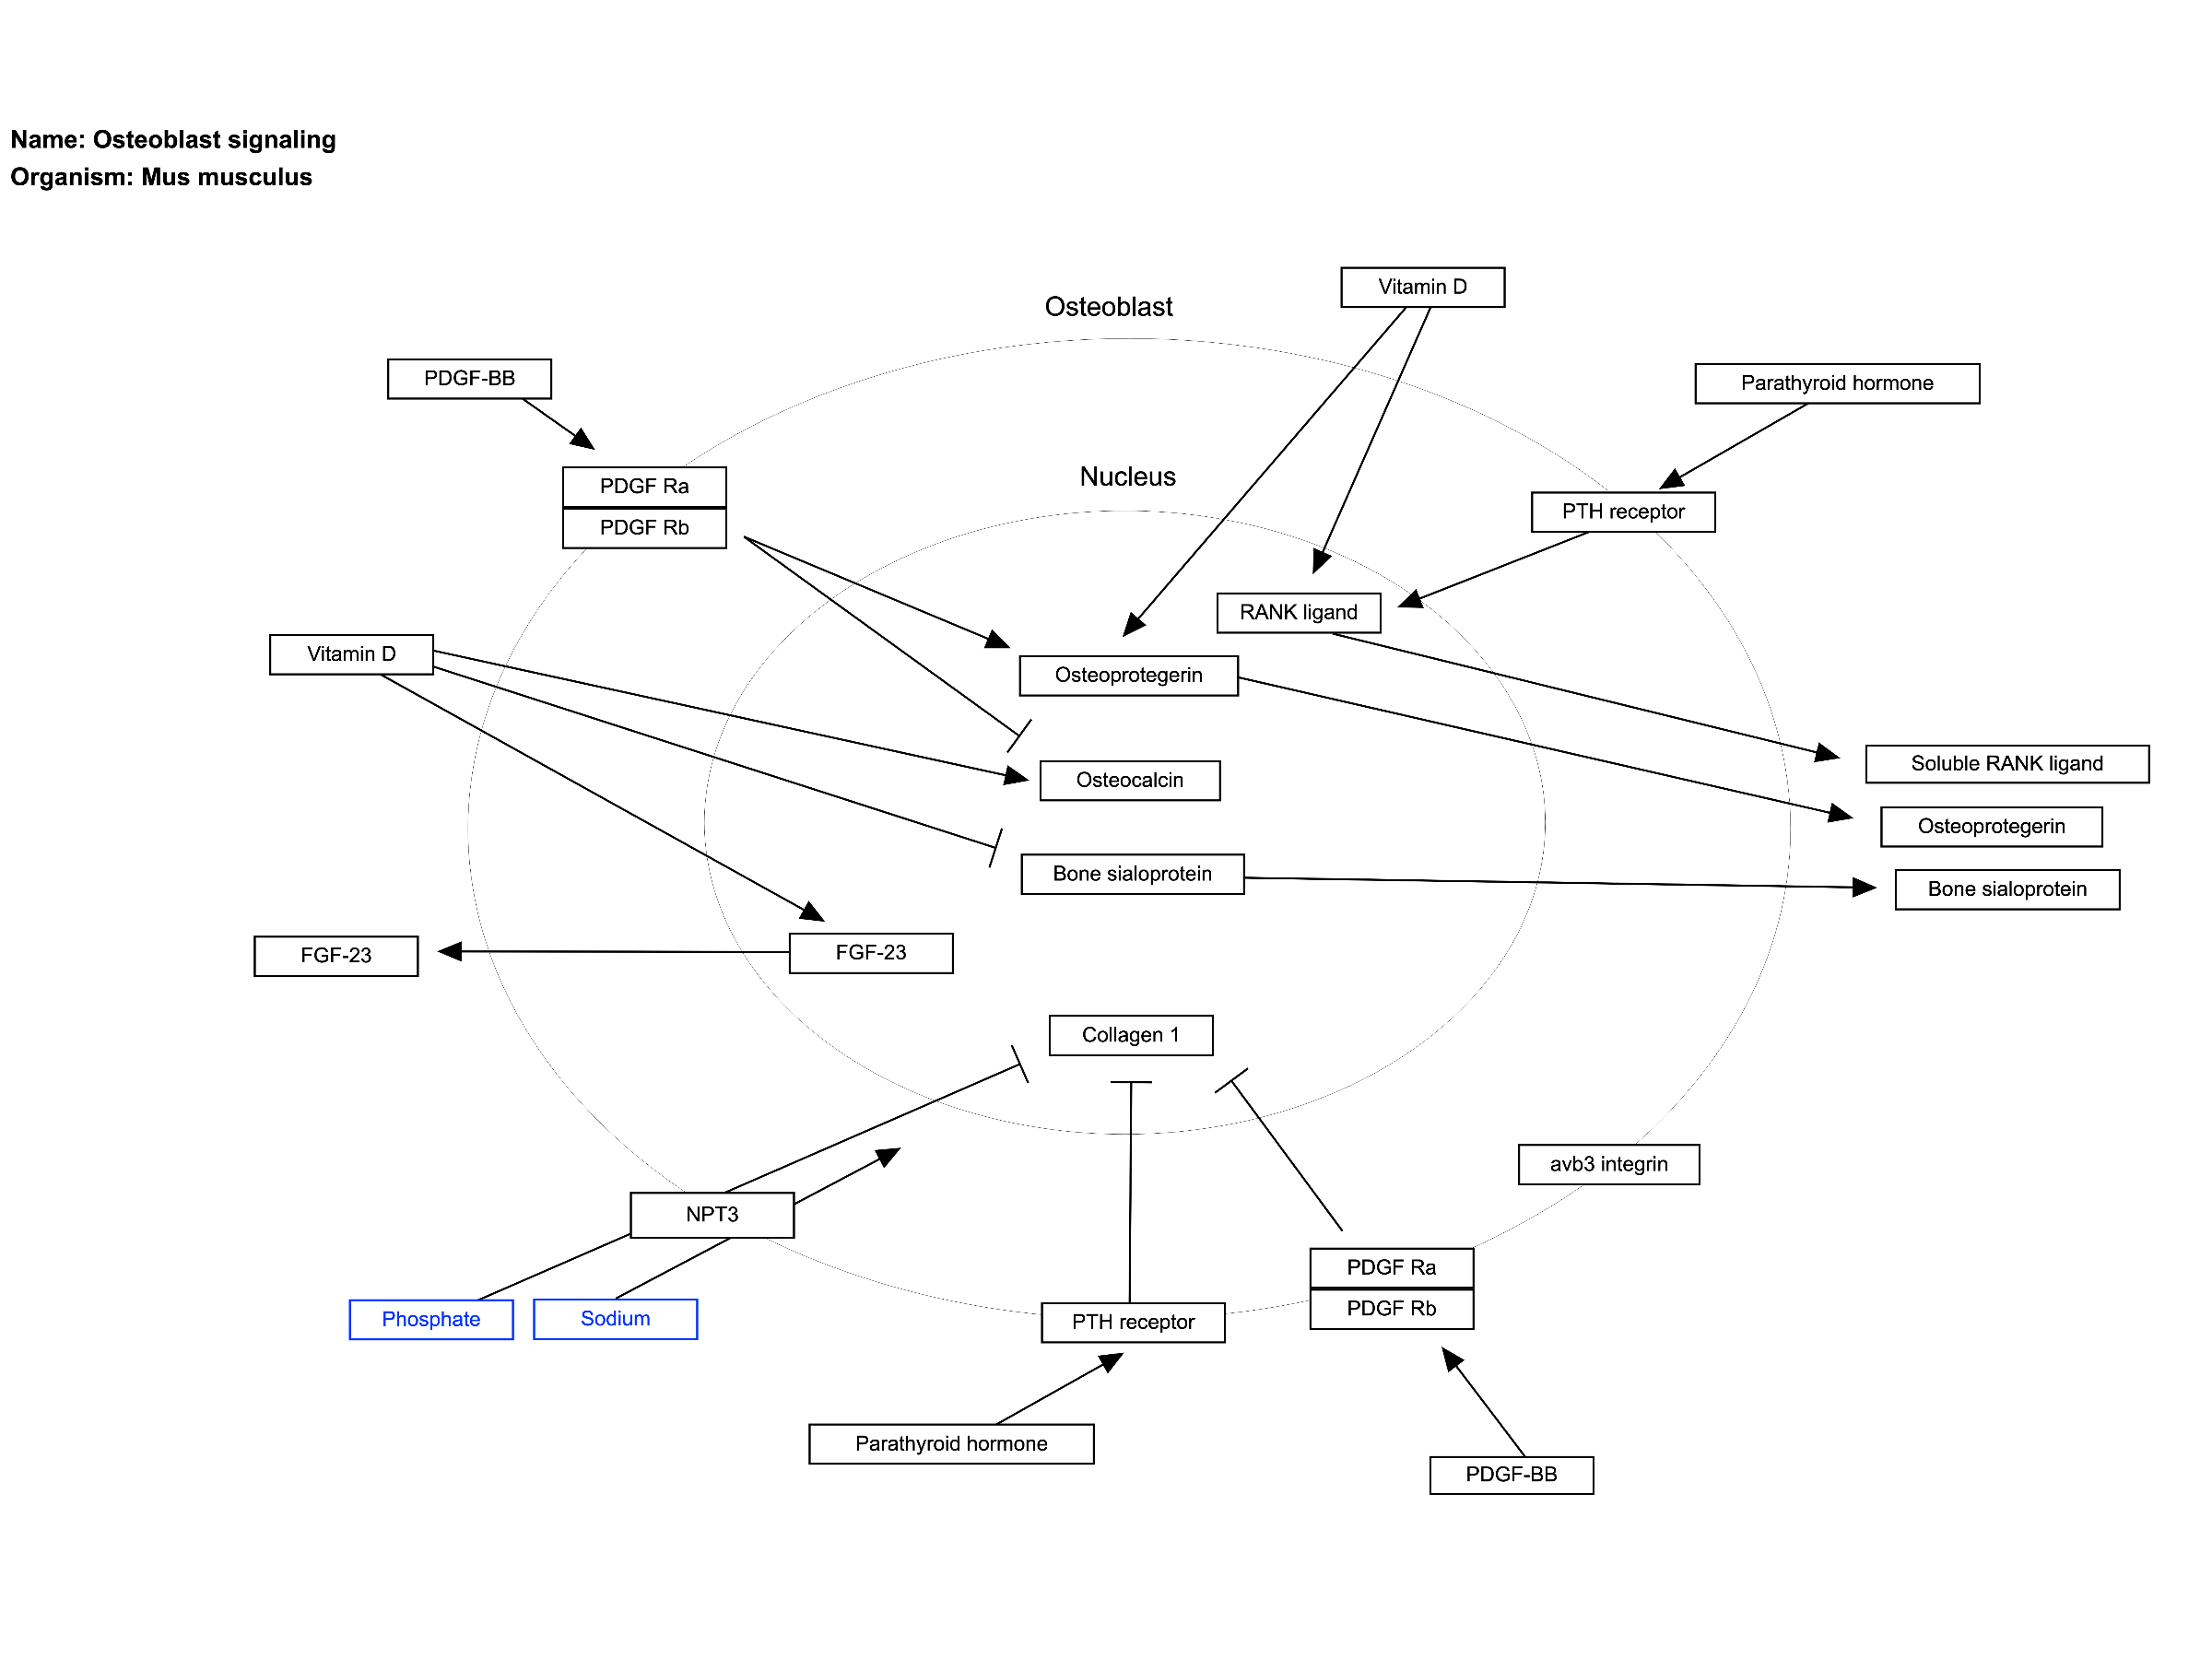 Name: Osteoblast signaling
Organism: Mus musculus
Vitamin D
Osteoblast
PDGF-BB
Parathyroid hormone
Nucleus
PDGF Ra
PDGF Rb
PTH receptor
RANK ligand
Vitamin D
Osteoprotegerin
Soluble RANK ligand
Osteocalcin
Osteoprotegerin
Bone sialoprotein
Bone sialoprotein
FGF-23
FGF-23
Collagen 1
avb3 integrin
NPT3
PDGF Ra
PDGF Rb
Phosphate
Sodium
PTH receptor
Parathyroid hormone
PDGF-BB